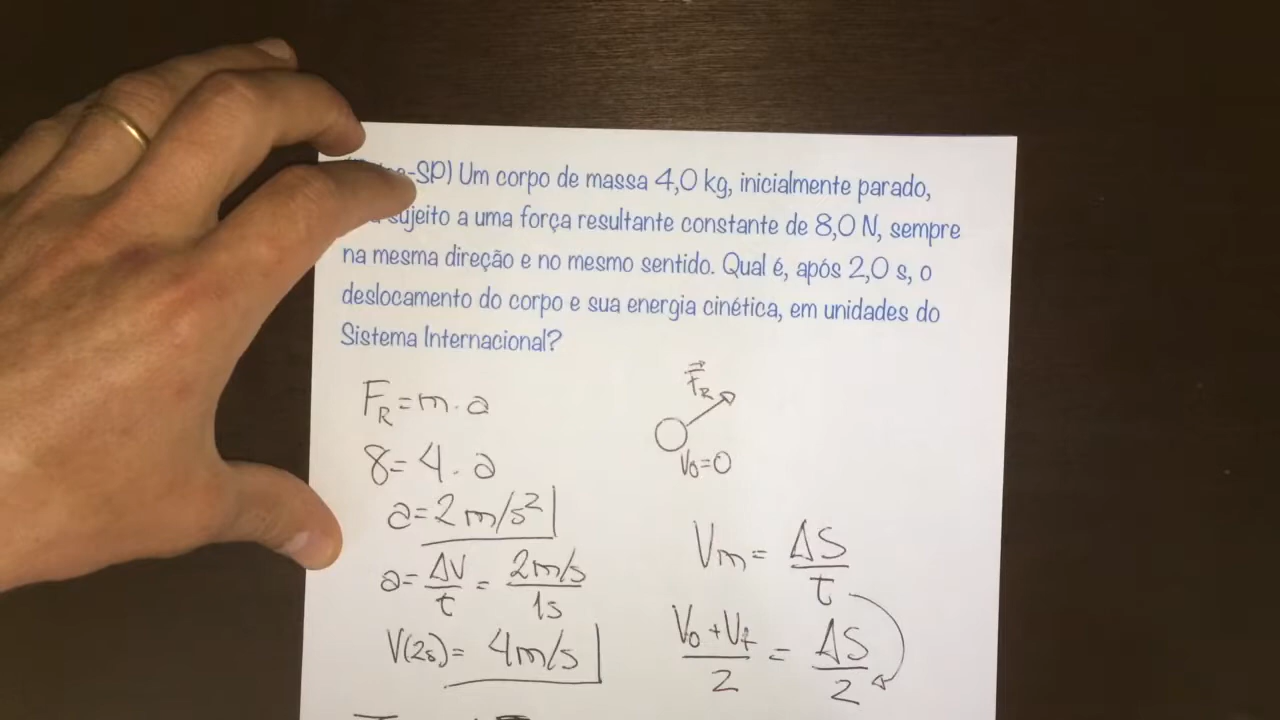 -SP) Um corpo de massa 4,0 kg, inicialmente parado,
sujeito a uma força resultante constante de 8,0 N, sempre
na mesma direção e no mesmo sentido. Qual é, após 2,0 s, o
deslocamento do corpo e sua energia cinética, em unidades do
Sistema Internacional?
F_R = m . a
8 = 4 . a
a = 2 m/s²
a = ΔV/t = 2m/s/1s
V(2s) = 4m/s
F_R
V₀=0
Vm = ΔS/t
V₀+Vf/2 = ΔS/2